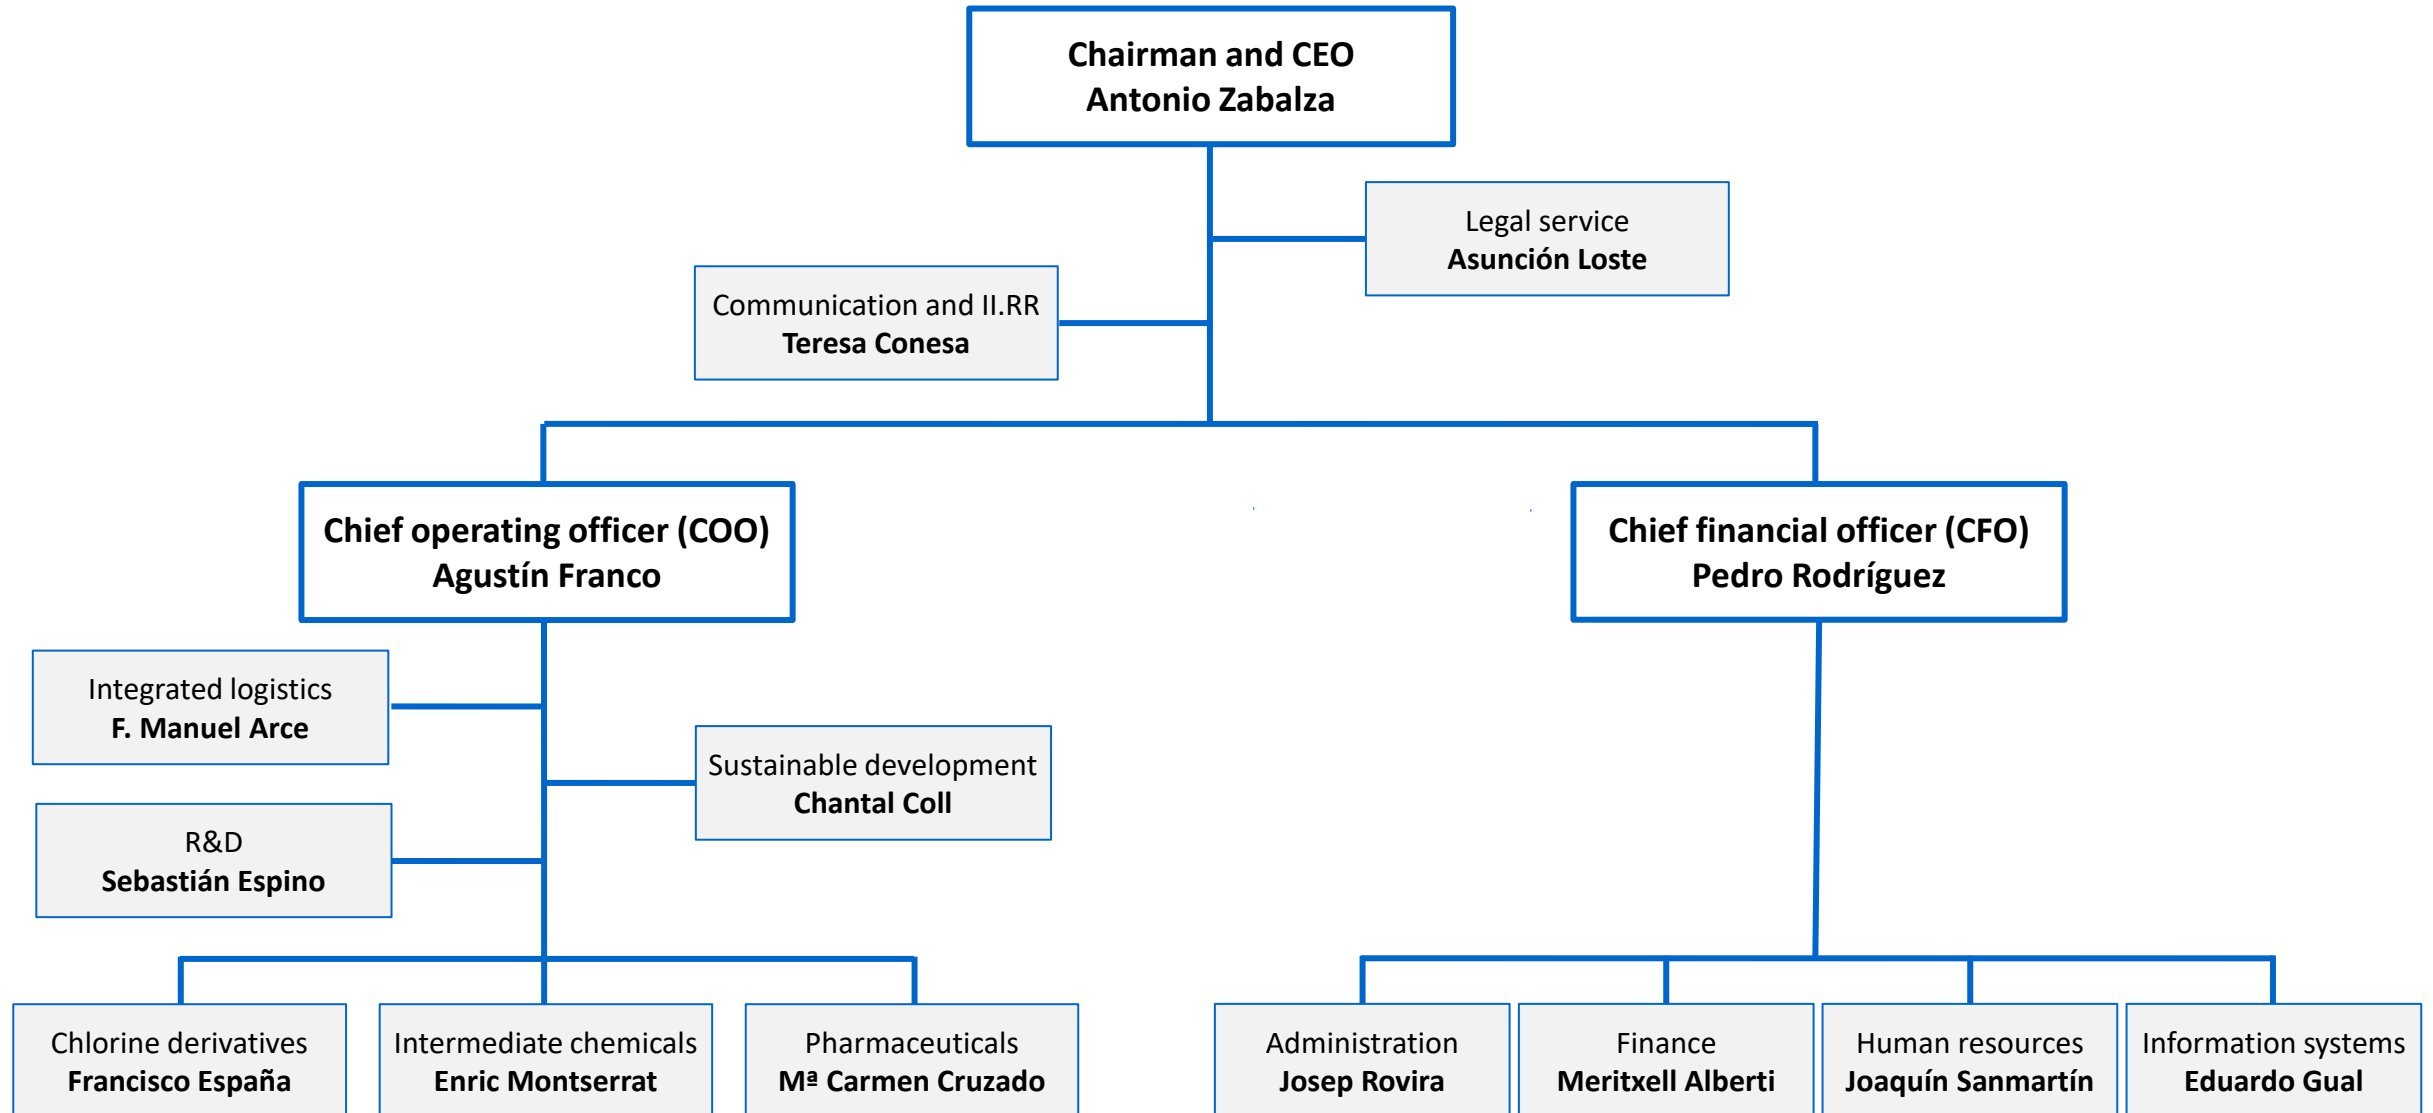 Chairman and CEO
Antonio Zabalza
Legal service
Asunción Loste
Communication and II.RR
Teresa Conesa
Chief operating officer (COO)
Agustín Franco
Chief financial officer (CFO)
Pedro Rodríguez
Integrated logistics
F. Manuel Arce
Sustainable development
Chantal Coll
R&D
Sebastián Espino
Chlorine derivatives
Francisco España
Intermediate chemicals
Enric Montserrat
Pharmaceuticals
Mª Carmen Cruzado
Administration
Josep Rovira
Finance
Meritxell Alberti
Human resources
Joaquín Sanmartín
Information systems
Eduardo Gual